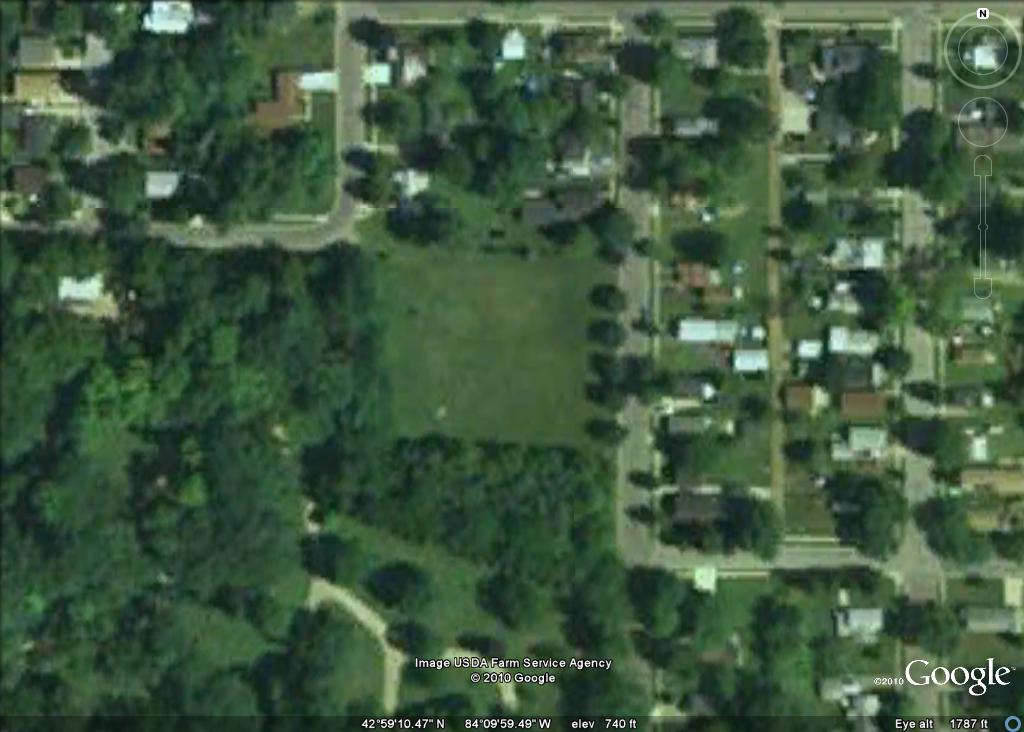 N
Image USDA Farm Service Agency
© 2010 Google
©2010 Google™
42°59'10.47" N 84°09'59.49" W elev 740 ft Eye alt 1787 ft